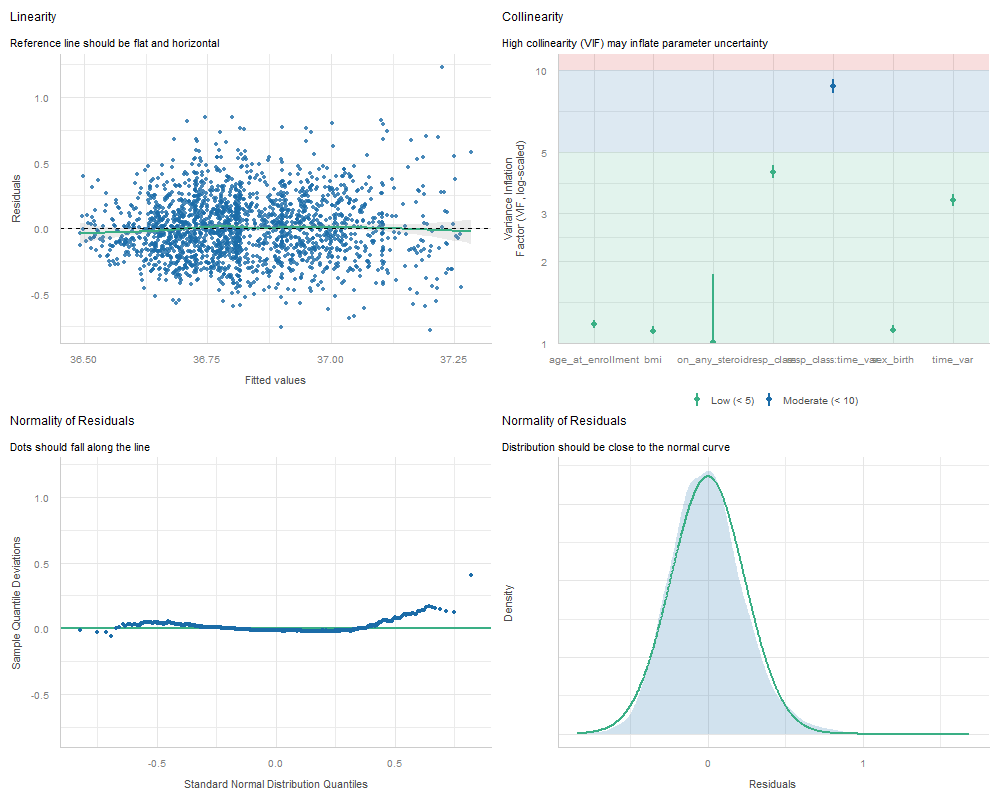 Linearity
Reference line should be flat and horizontal
Residuals
1.0
0.5
0.0
-0.5
36.50
36.75
37.00
37.25
Fitted values
Collinearity
High collinearity (VIF) may inflate parameter uncertainty
Variance Inflation
Factor (VIF, log-scaled)
10
5
3
2
1
age_at_enrollment
bmi
time_var
Low (< 5)
Moderate (< 10)
Normality of Residuals
Dots should fall along the line
Sample Quantile Deviations
1.0
0.5
0.0
-0.5
-0.5
0.0
0.5
Standard Normal Distribution Quantiles
Normality of Residuals
Distribution should be close to the normal curve
Density
0
1
Residuals